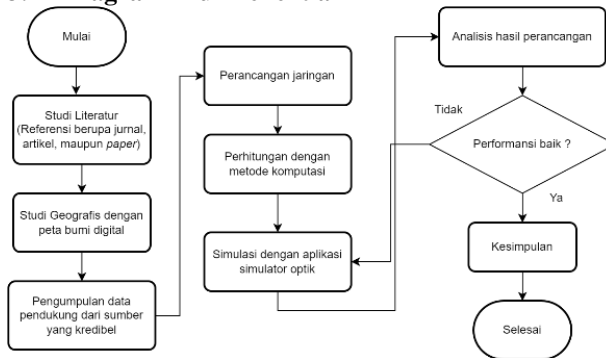 Mulai
Studi Literatur
(Referensi berupa jurnal,
artikel, maupun paper)
Studi Geografis dengan
peta bumi digital
Pengumpulan data
pendukung dari sumber
yang kredibel
Perancangan jaringan
Perhitungan dengan
metode komputasi
Simulasi dengan aplikasi
simulator optik
Analisis hasil perancangan
Tidak
Performansi baik ?
Ya
Kesimpulan
Selesai